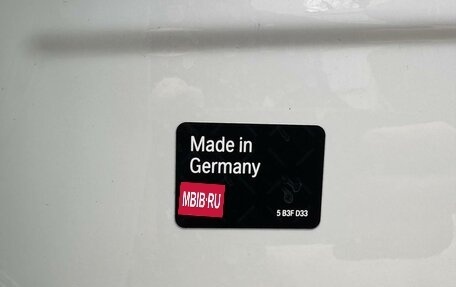 Made in
Germany
MBIB·RU
5 B3F D33